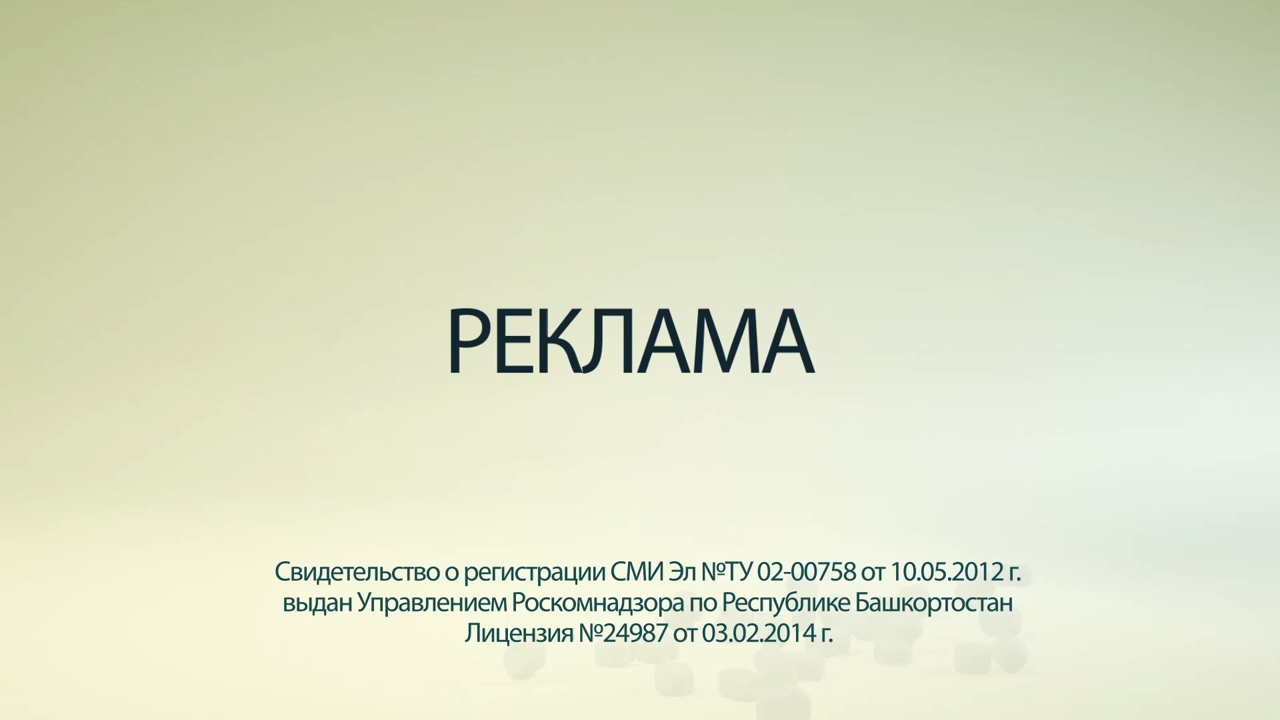 РЕКЛАМА
Свидетельство о регистрации СМИ Эл №ТУ 02-00758 от 10.05.2012 г.
выдан Управлением Роскомнадзора по Республике Башкортостан
Лицензия №24987 от 03.02.2014 г.